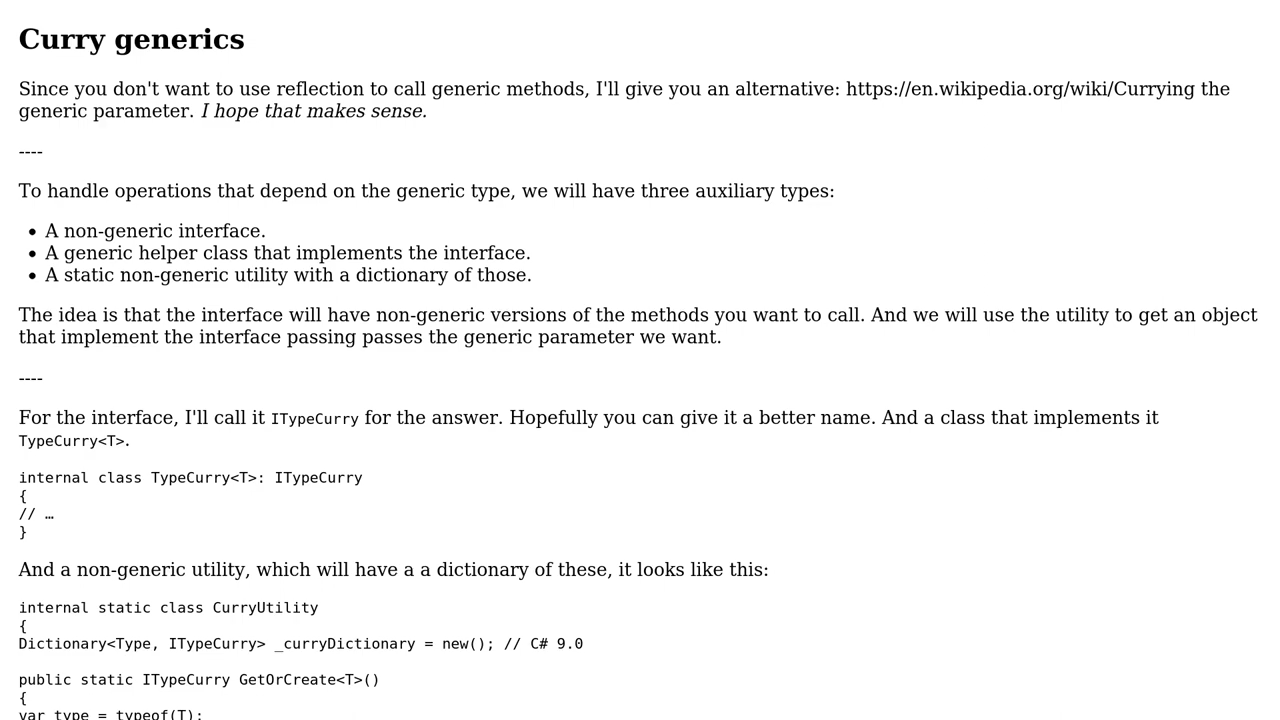 Curry generics
Since you don't want to use reflection to call generic methods, I'll give you an alternative: https://en.wikipedia.org/wiki/Currying the
generic parameter. I hope that makes sense.
----
To handle operations that depend on the generic type, we will have three auxiliary types:
• A non-generic interface.
• A generic helper class that implements the interface.
• A static non-generic utility with a dictionary of those.
The idea is that the interface will have non-generic versions of the methods you want to call. And we will use the utility to get an object
that implement the interface passing passes the generic parameter we want.
----
For the interface, I'll call it ITypeCurry for the answer. Hopefully you can give it a better name. And a class that implements it
TypeCurry<T>.
internal class TypeCurry<T>: ITypeCurry
{
// …
}
And a non-generic utility, which will have a a dictionary of these, it looks like this:
internal static class CurryUtility
{
Dictionary<Type, ITypeCurry> _curryDictionary = new(); // C# 9.0
public static ITypeCurry GetOrCreate<T>()
{
var type = typeof(T);